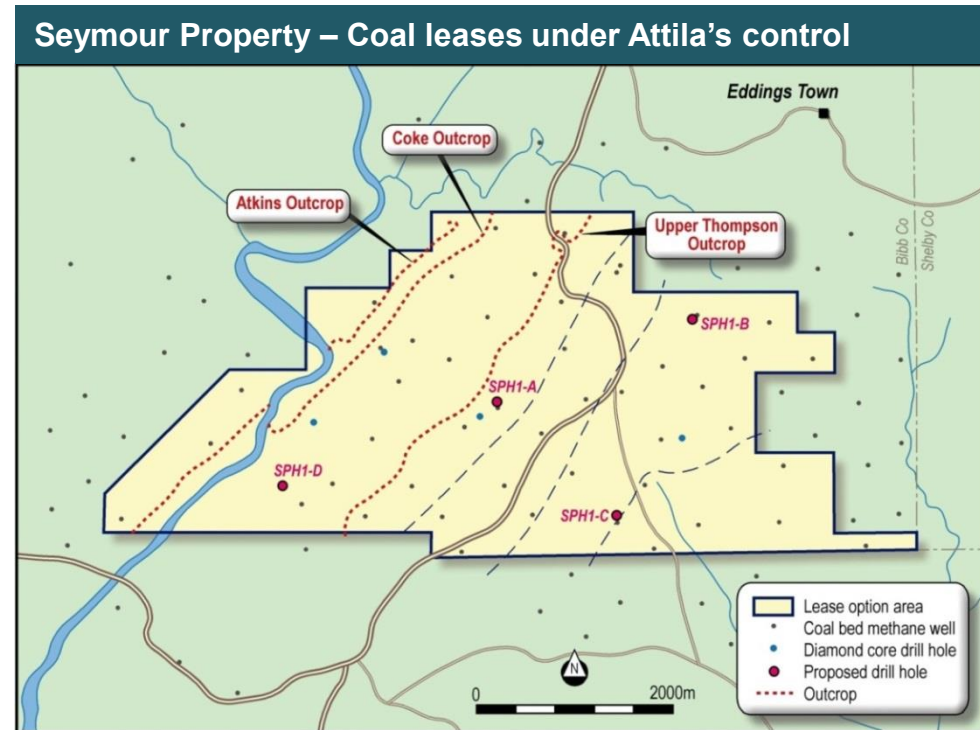 Seymour Property – Coal leases under Attila's control
Eddings Town
Coke Outcrop
Atkins Outcrop
Upper Thompson
Outcrop
Bibb Co
Shelby Co
SPH1-B
SPH1-A
SPH1-D
SPH1-C
Lease option area
Coal bed methane well
Diamond core drill hole
Proposed drill hole
Outcrop
N
0
2000m